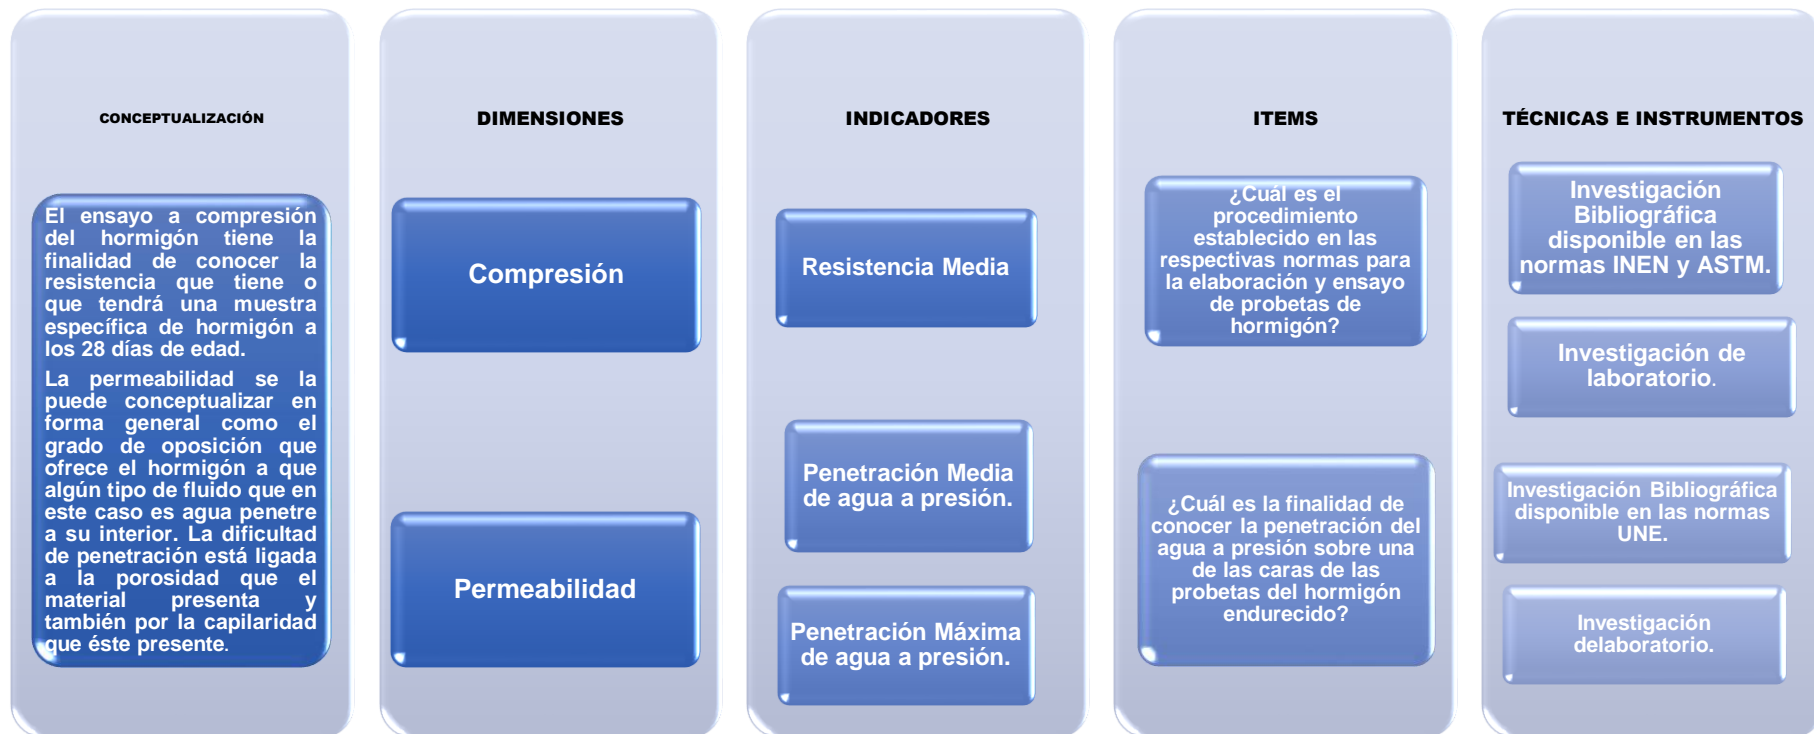 CONCEPTUALIZACIÓN
El ensayo a compresión
del hormigón tiene la
finalidad de conocer la
resistencia que tiene o
que tendrá una muestra
específica de hormigón a
los 28 días de edad.
La permeabilidad se la
puede conceptualizar en
forma general como el
grado de oposición que
ofrece el hormigón a que
algún tipo de fluido que en
este caso es agua penetre
a su interior. La dificultad
de penetración está ligada
a la porosidad que el
material presenta y
también por la capilaridad
que éste presente.
DIMENSIONES
Compresión
Permeabilidad
INDICADORES
Resistencia Media
Penetración Media
de agua a presión.
Penetración Máxima
de agua a presión.
ITEMS
¿Cuál es el
procedimiento
establecido en las
respectivas normas para
la elaboración y ensayo
de probetas de
hormigón?
¿Cuál es la finalidad de
conocer la penetración del
agua a presión sobre una
de las caras de las
probetas del hormigón
endurecido?
TÉCNICAS E INSTRUMENTOS
Investigación
Bibliográfica
disponible en las
normas INEN y ASTM.
Investigación de
laboratorio.
Investigación Bibliográfica
disponible en las normas
UNE.
Investigación
delaboratorio.